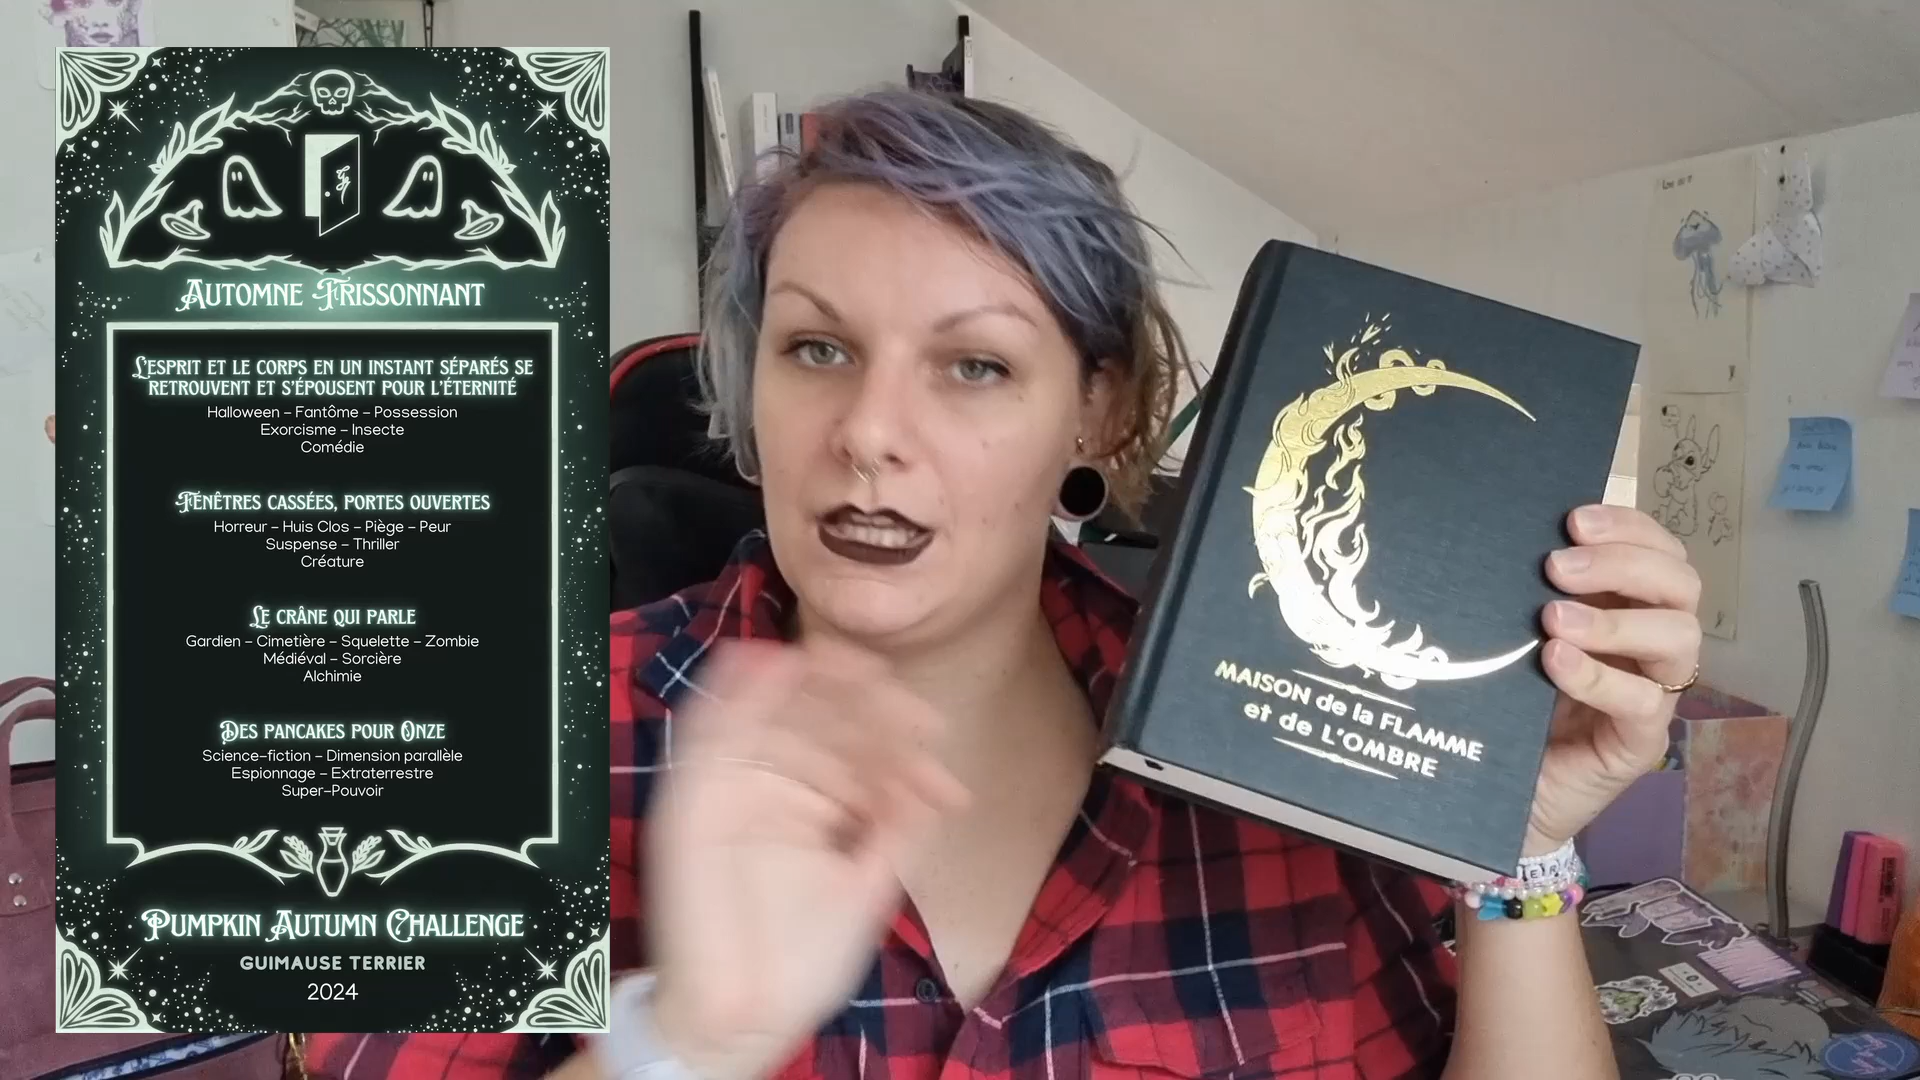 AUTOMNE FRISSONNANT
L'ESPRIT ET LE CORPS EN UN INSTANT SÉPARÉS SE
RETROUVENT ET S'ÉPOUSENT POUR L'ÉTERNITÉ
Halloween – Fantôme – Possession
Exorcisme – Insecte
Comédie
FENÊTRES CASSÉES, PORTES OUVERTES
Horreur – Huis Clos – Piège – Peur
Suspense – Thriller
Créature
LE CRÂNE QUI PARLE
Gardien – Cimetière – Squelette – Zombie
Médiéval – Sorcière
Alchimie
DES PANCAKES POUR ONZE
Science-fiction – Dimension parallèle
Espionnage – Extraterrestre
Super-Pouvoir
PUMPKIN AUTUMN CHALLENGE
GUIMAUSE TERRIER
2024
MAISON de la FLAMME
et de L'OMBRE